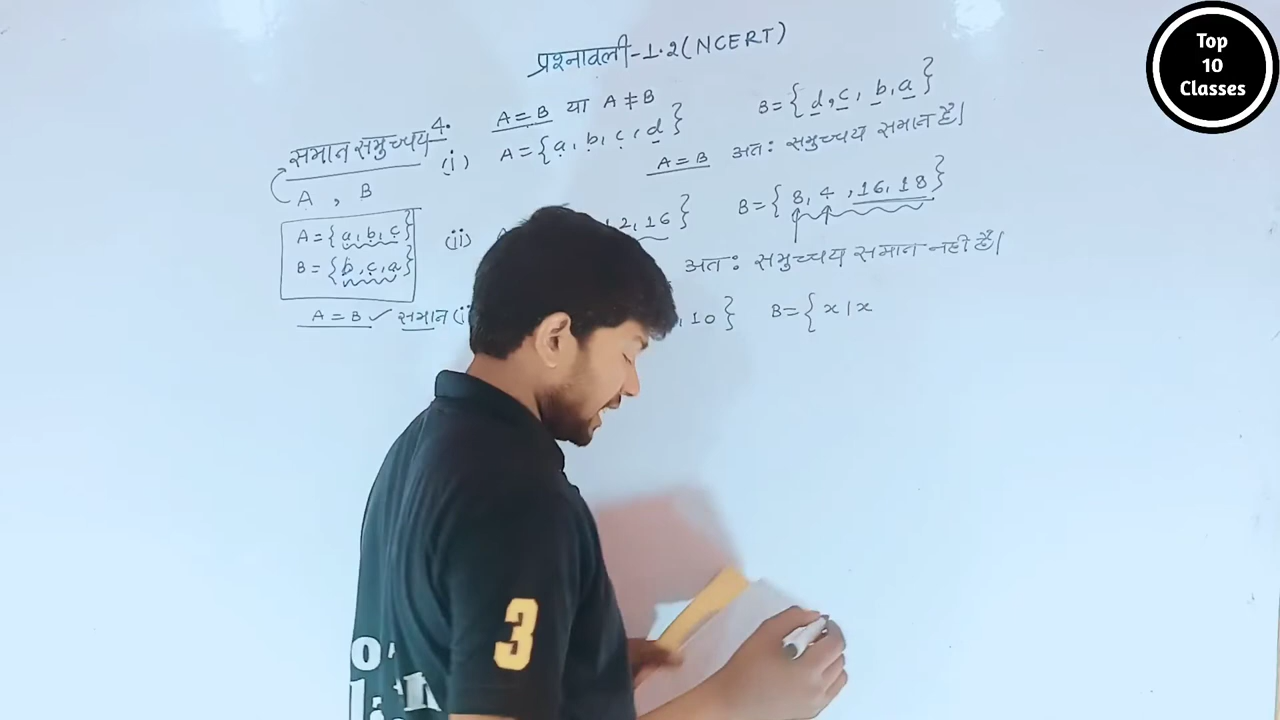 Top
10
Classes
प्रश्नावली-1.2(NCERT)
समान समुच्चय
A , B
A={a,b,c}
B={b,c,a}
A=B ✓ समान
4. A=B या A≠B
(i) A={a, b, c, d} B={d,c, b,a}
A=B अतः समुच्चय समान है।
(ii) 2,16} B={8,4,16,18}
अतः समुच्चय समान नही है।
,10} B={x|x
3